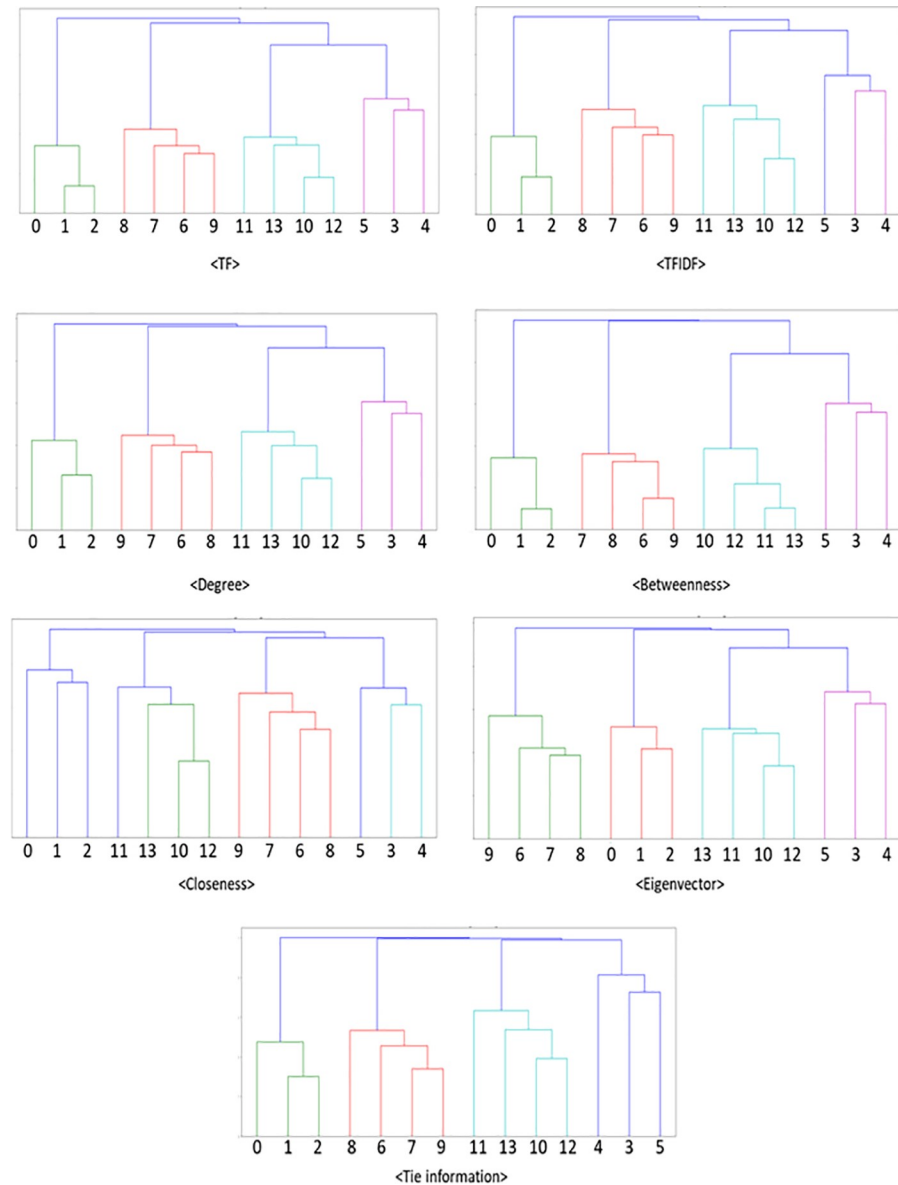 0 1 2 8 7 6 9 11 13 10 12 5 3 4
<TF>
0 1 2 8 7 6 9 11 13 10 12 5 3 4
<TFIDF>
0 1 2 9 7 6 8 11 13 10 12 5 3 4
<Degree>
0 1 2 7 8 6 9 10 12 11 13 5 3 4
<Betweenness>
0 1 2 11 13 10 12 9 7 6 8 5 3 4
<Closeness>
9 6 7 8 0 1 2 13 11 10 12 5 3 4
<Eigenvector>
0 1 2 8 6 7 9 11 13 10 12 4 3 5
<Tie information>